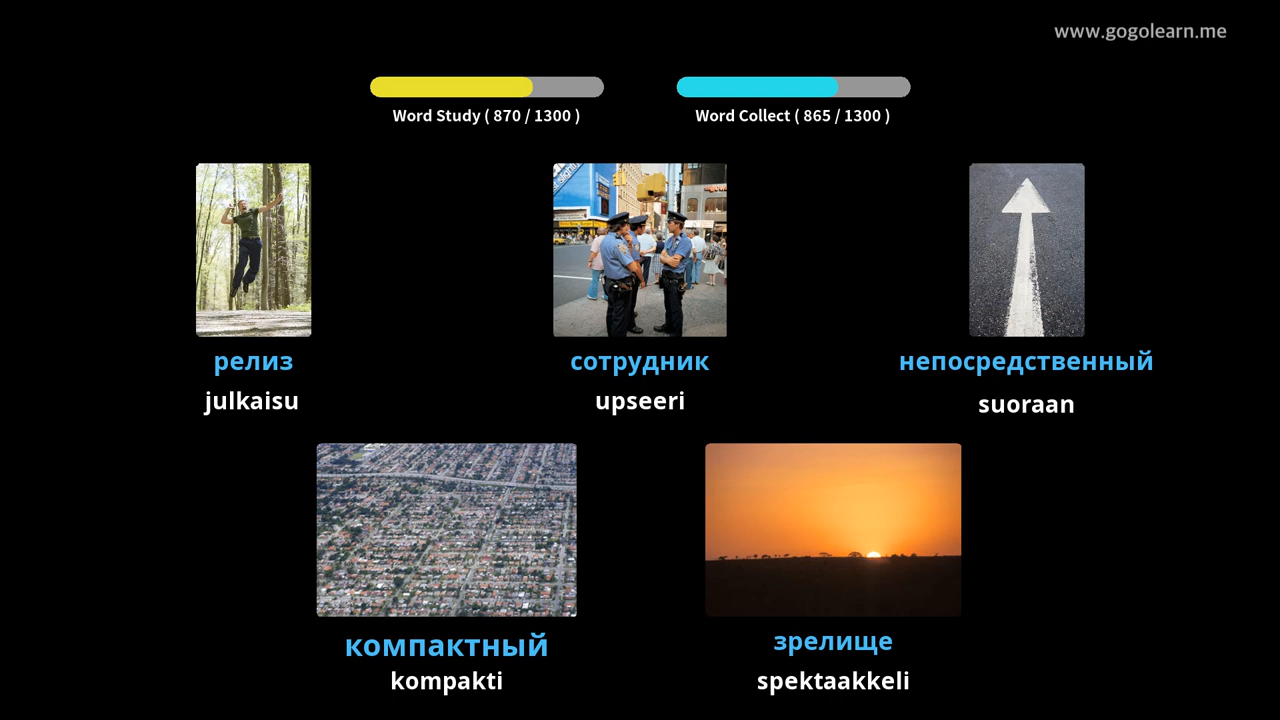 www.gogolearn.me
Word Study ( 870 / 1300 )
Word Collect ( 865 / 1300 )
релиз
сотрудник
непосредственный
julkaisu
upseeri
suoraan
компактный
зрелище
kompakti
spektaakkeli